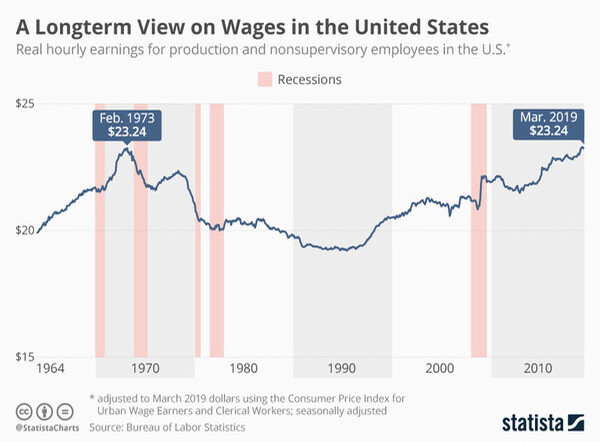 A Longterm View on Wages in the United States
Real hourly earnings for production and nonsupervisory employees in the U.S.*
Recessions
$25
Feb. 1973
$23.24
Mar. 2019
$23.24
$20
$15
1964 1970 1980 1990 2000 2010
* adjusted to March 2019 dollars using the Consumer Price Index for
Urban Wage Earners and Clerical Workers; seasonally adjusted
@StatistaCharts Source: Bureau of Labor Statistics
statista